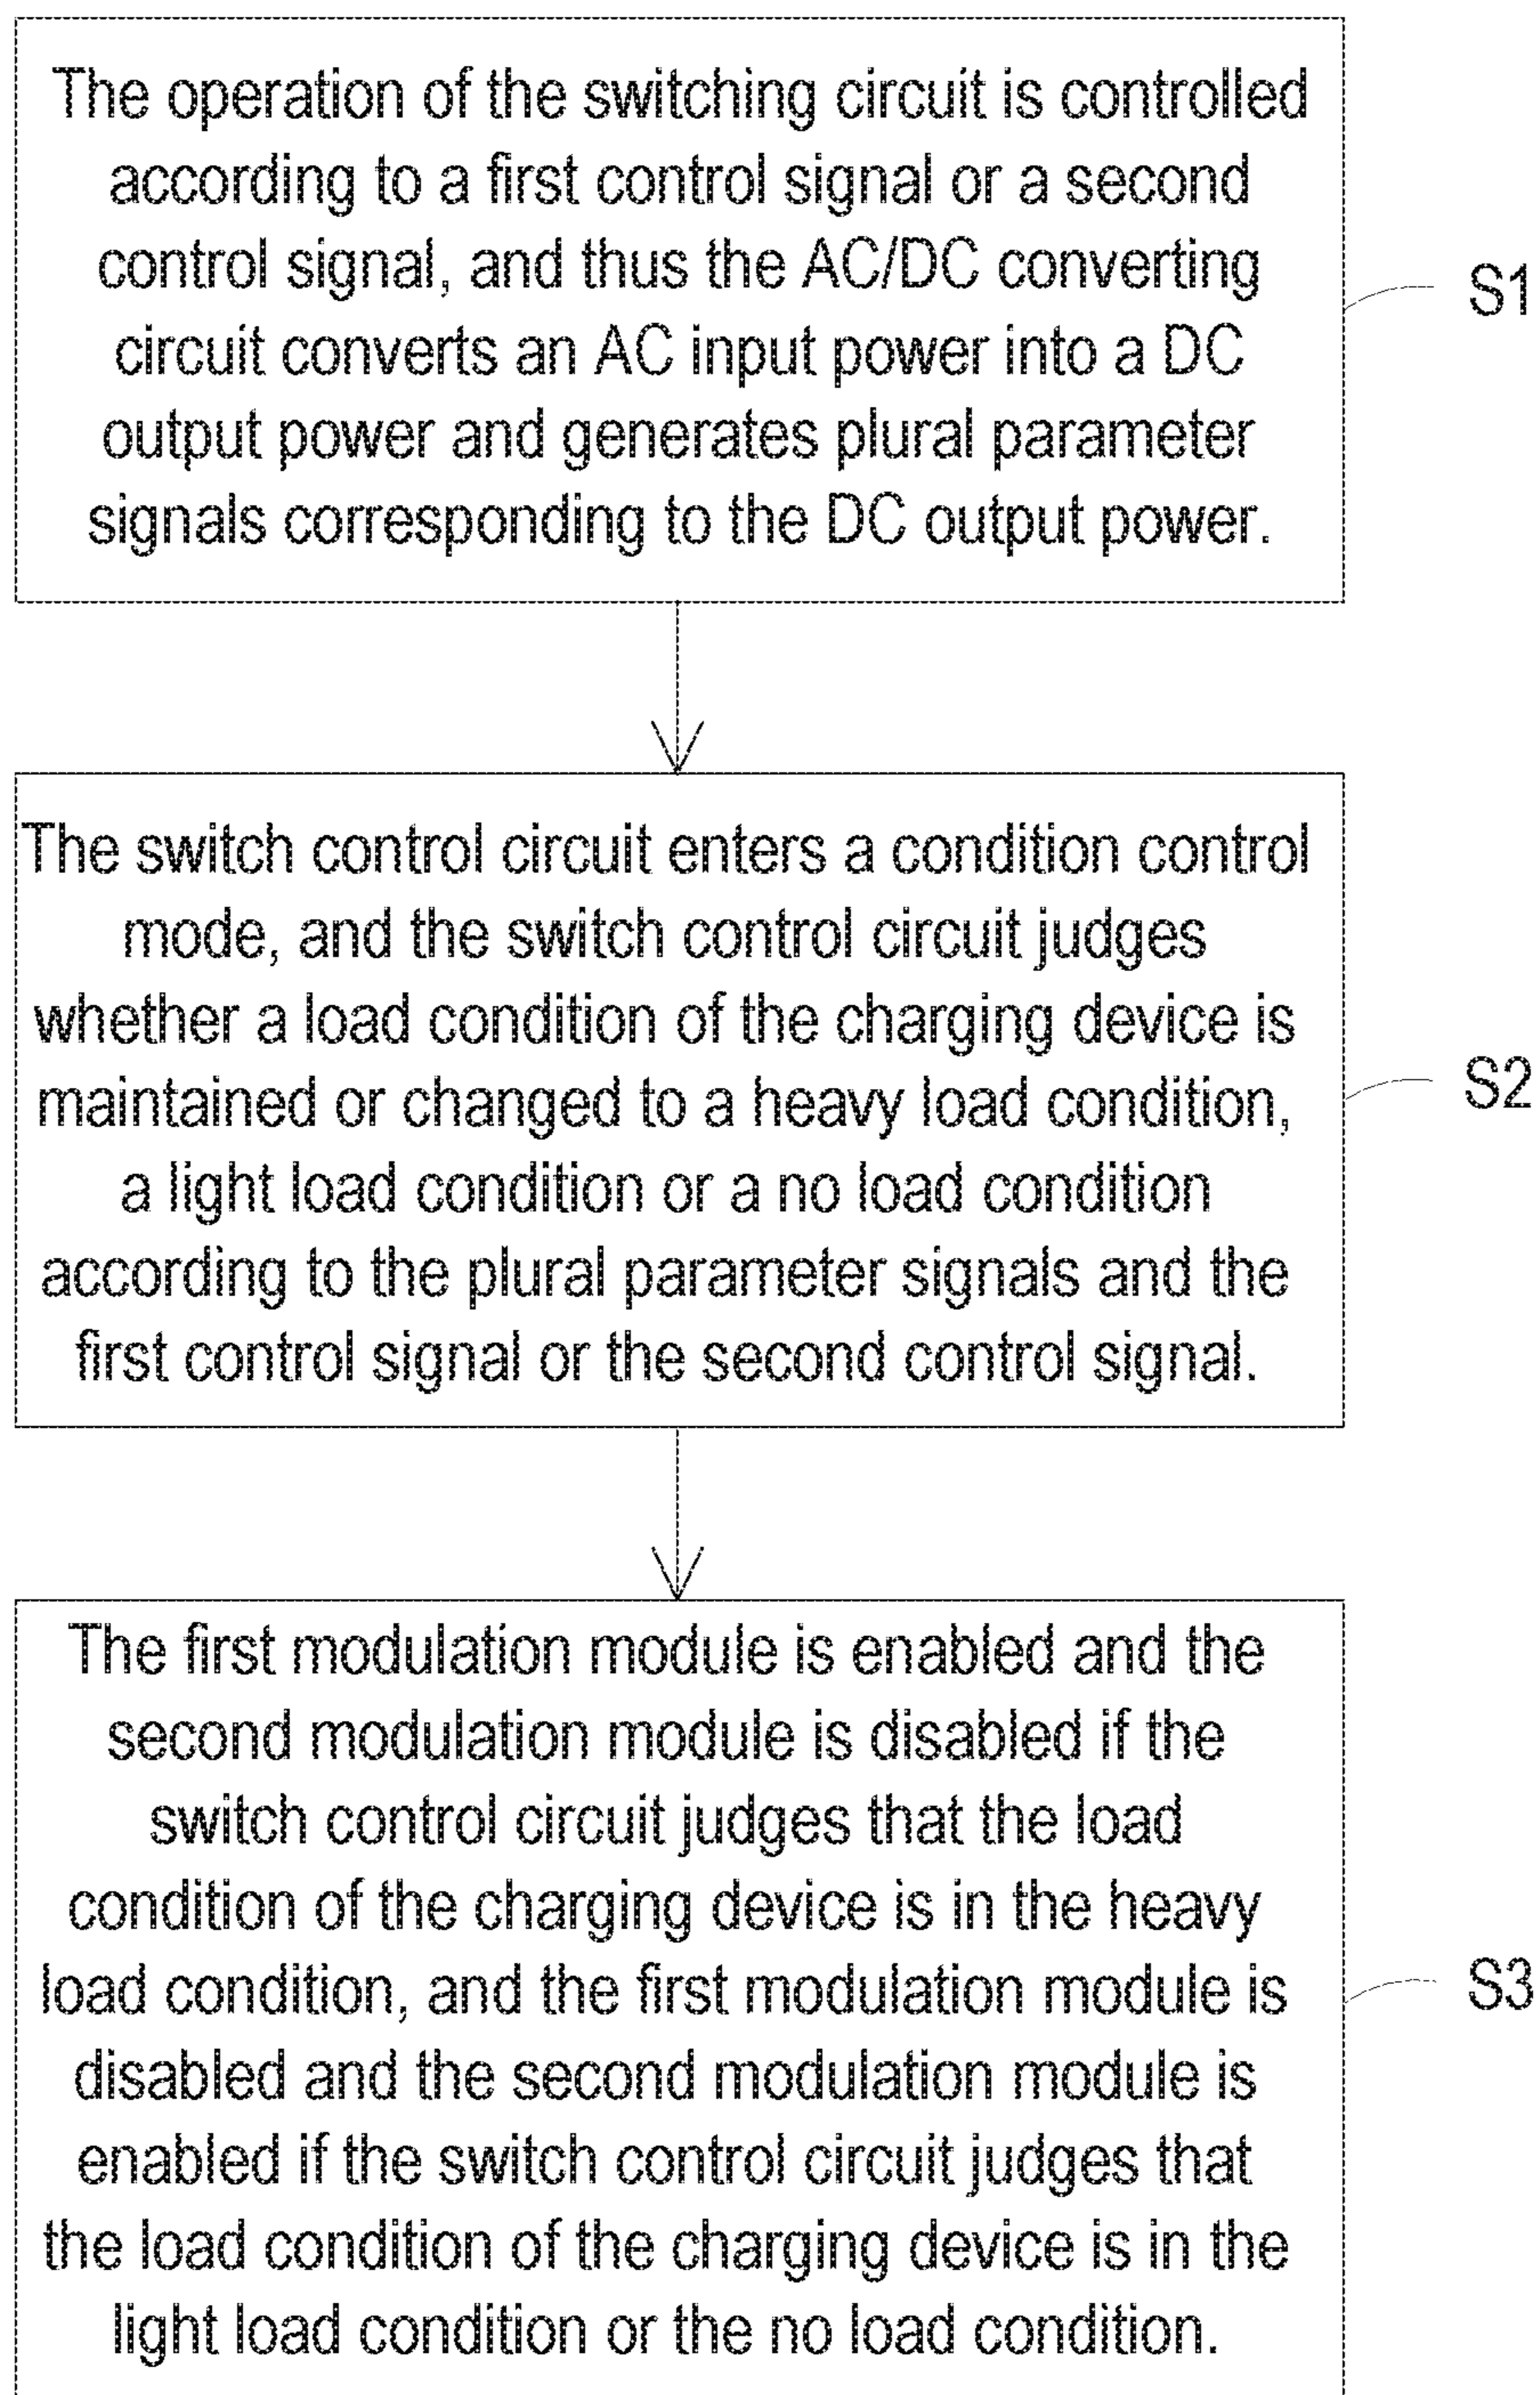 The operation of the switching circuit is controlled
according to a first control signal or a second
control signal, and thus the AC/DC converting
circuit converts an AC input power into a DC
output power and generates plural parameter
signals corresponding to the DC output power.
S1
The switch control circuit enters a condition control
mode, and the switch control circuit judges
whether a load condition of the charging device is
maintained or changed to a heavy load condition,
a light load condition or a no load condition
according to the plural parameter signals and the
first control signal or the second control signal.
S2
The first modulation module is enabled and the
second modulation module is disabled if the
switch control circuit judges that the load
condition of the charging device is in the heavy
load condition, and the first modulation module is
disabled and the second modulation module is
enabled if the switch control circuit judges that
the load condition of the charging device is in the
light load condition or the no load condition.
S3